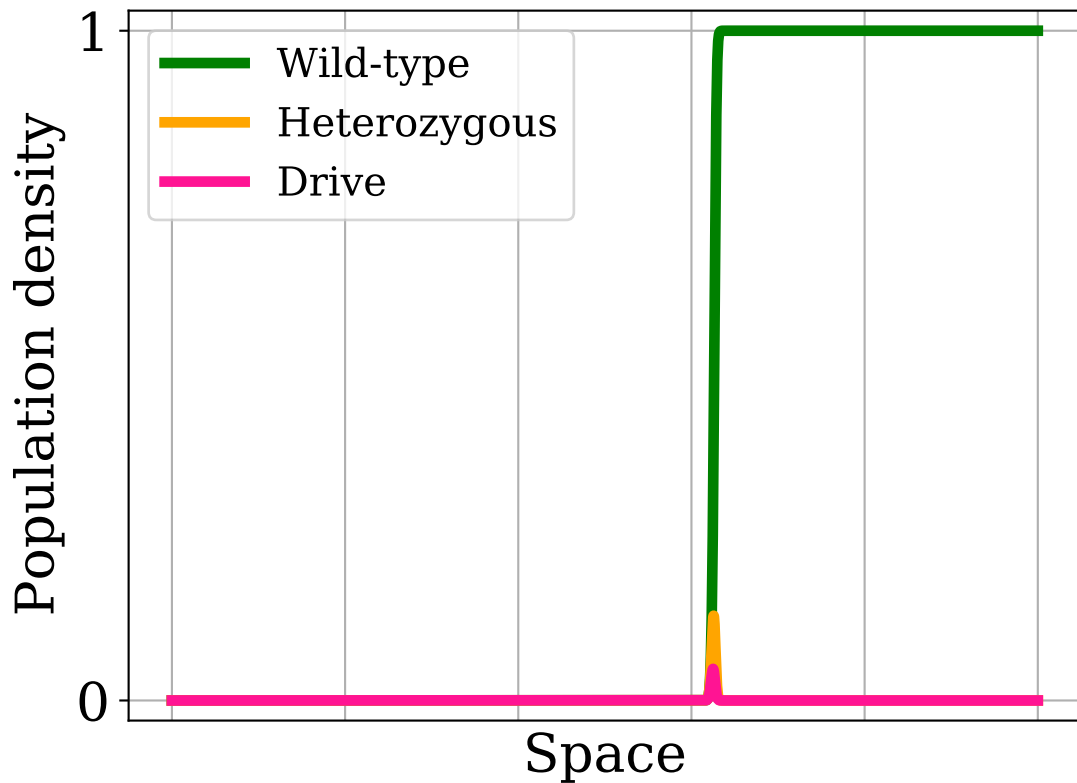 1
Wild-type
Heterozygous
Drive
Population density
0
Space